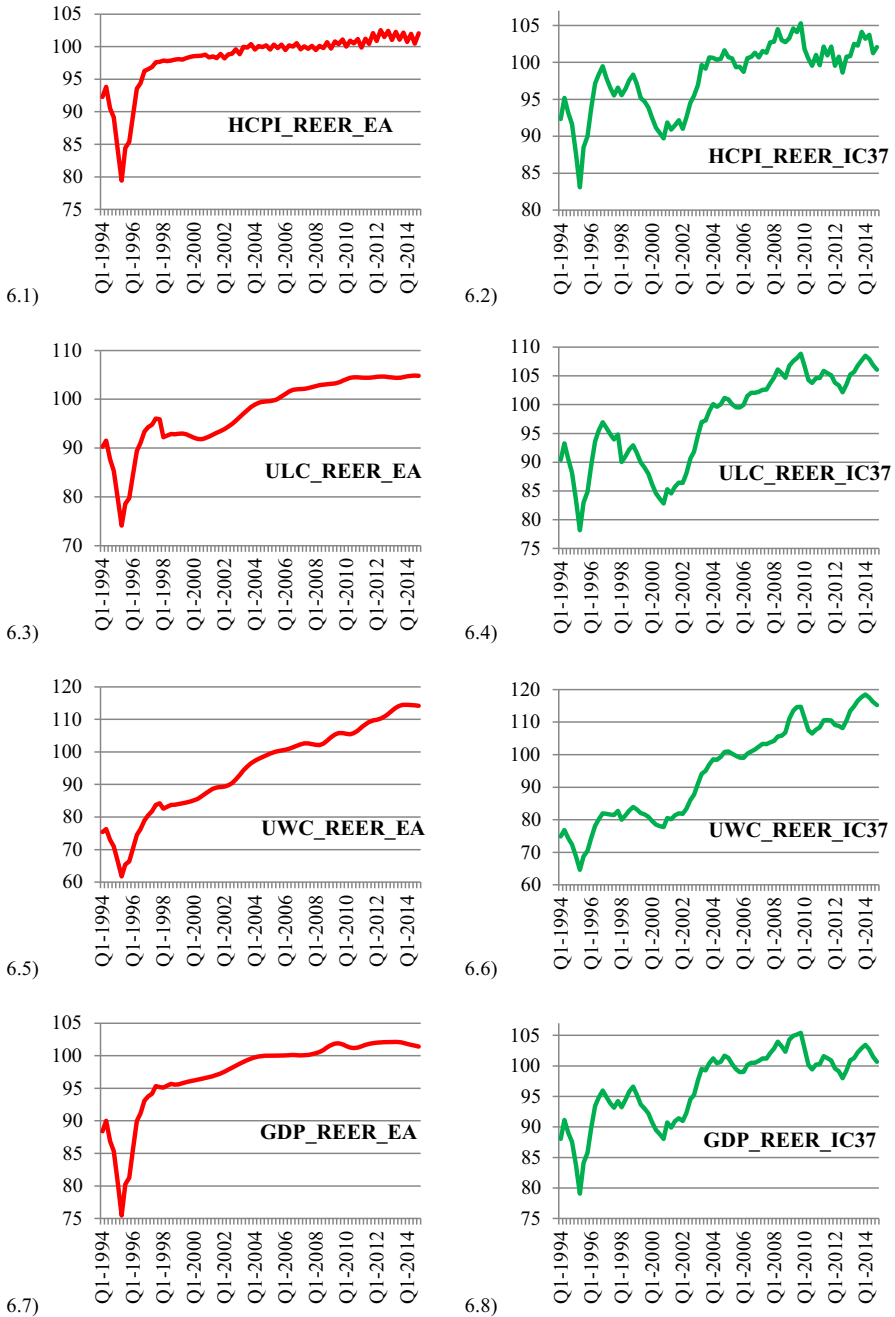 105
100
95
90
85
80
75
HCPI_REER_EA
Q1-1994
Q1-1996
Q1-1998
Q1-2000
Q1-2002
Q1-2004
Q1-2006
Q1-2008
Q1-2010
Q1-2012
Q1-2014
6.1)
105
100
95
90
85
80
HCPI_REER_IC37
Q1-1994
Q1-1996
Q1-1998
Q1-2000
Q1-2002
Q1-2004
Q1-2006
Q1-2008
Q1-2010
Q1-2012
Q1-2014
6.2)
110
100
90
80
70
ULC_REER_EA
Q1-1994
Q1-1996
Q1-1998
Q1-2000
Q1-2002
Q1-2004
Q1-2006
Q1-2008
Q1-2010
Q1-2012
Q1-2014
6.3)
110
105
100
95
90
85
80
75
ULC_REER_IC37
Q1-1994
Q1-1996
Q1-1998
Q1-2000
Q1-2002
Q1-2004
Q1-2006
Q1-2008
Q1-2010
Q1-2012
Q1-2014
6.4)
120
110
100
90
80
70
60
UWC_REER_EA
Q1-1994
Q1-1996
Q1-1998
Q1-2000
Q1-2002
Q1-2004
Q1-2006
Q1-2008
Q1-2010
Q1-2012
Q1-2014
6.5)
120
110
100
90
80
70
60
UWC_REER_IC37
Q1-1994
Q1-1996
Q1-1998
Q1-2000
Q1-2002
Q1-2004
Q1-2006
Q1-2008
Q1-2010
Q1-2012
Q1-2014
6.6)
105
100
95
90
85
80
75
GDP_REER_EA
Q1-1994
Q1-1996
Q1-1998
Q1-2000
Q1-2002
Q1-2004
Q1-2006
Q1-2008
Q1-2010
Q1-2012
Q1-2014
6.7)
105
100
95
90
85
80
75
GDP_REER_IC37
Q1-1994
Q1-1996
Q1-1998
Q1-2000
Q1-2002
Q1-2004
Q1-2006
Q1-2008
Q1-2010
Q1-2012
Q1-2014
6.8)